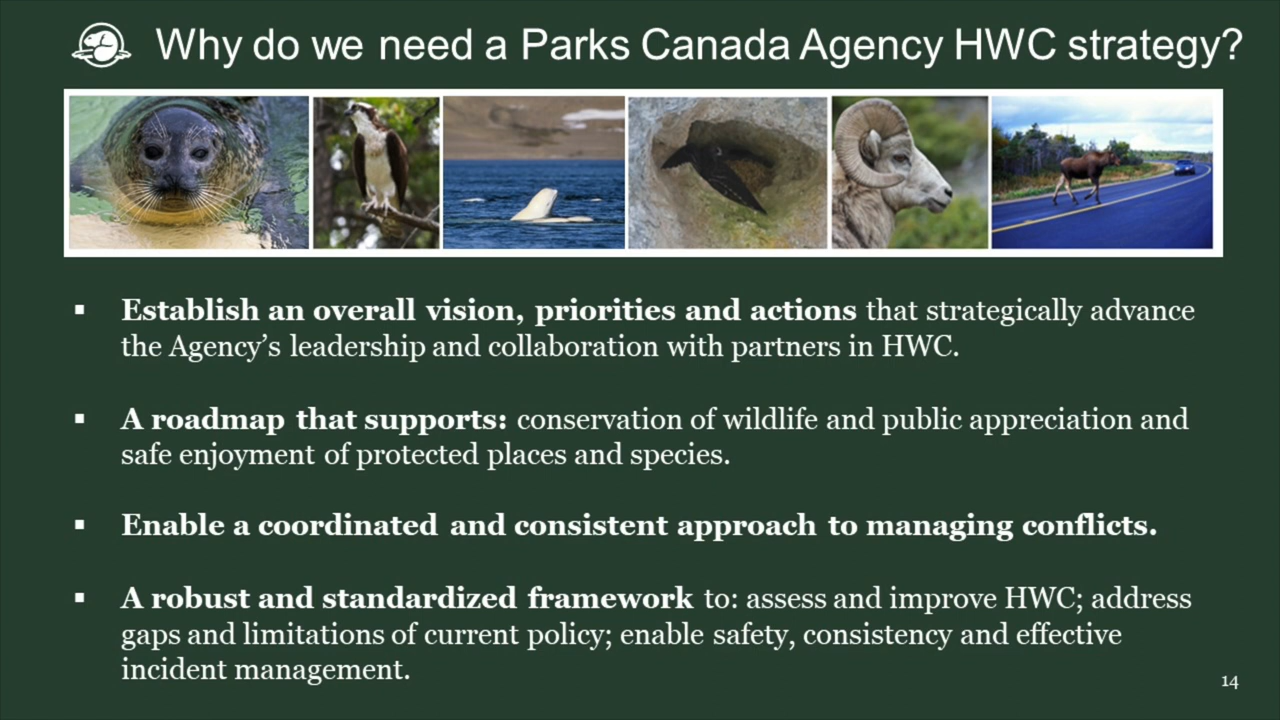 Why do we need a Parks Canada Agency HWC strategy?
▪ Establish an overall vision, priorities and actions that strategically advance
the Agency’s leadership and collaboration with partners in HWC.
▪ A roadmap that supports: conservation of wildlife and public appreciation and
safe enjoyment of protected places and species.
▪ Enable a coordinated and consistent approach to managing conflicts.
▪ A robust and standardized framework to: assess and improve HWC; address
gaps and limitations of current policy; enable safety, consistency and effective
incident management.
14